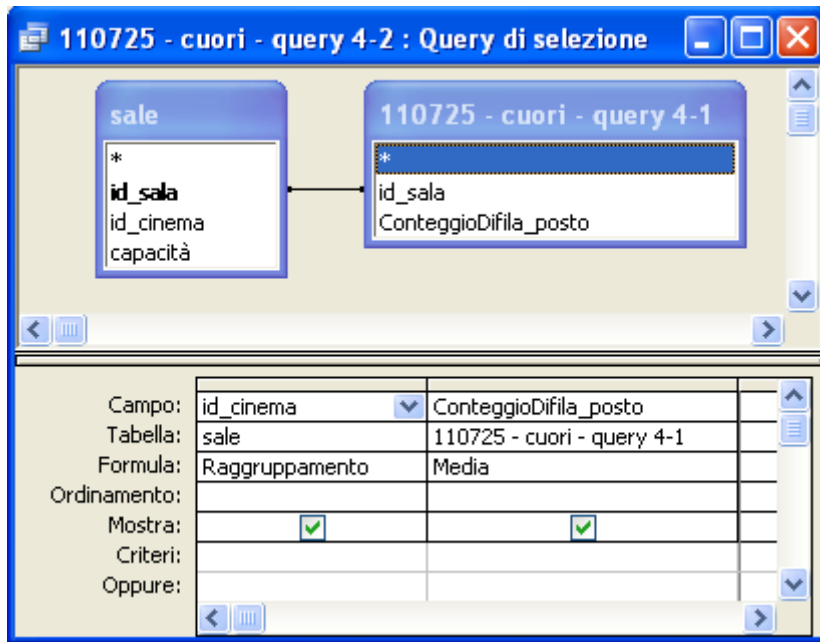 110725 - cuori - query 4-2 : Query di selezione
sale
*
id_sala
id_cinema
capacità
110725 - cuori - query 4-1
*
id_sala
ConteggioDifila_posto
Campo: id_cinema ConteggioDifila_posto
Tabella: sale 110725 - cuori - query 4-1
Formula: Raggruppamento Media
Ordinamento:
Mostra:
Criteri:
Oppure: